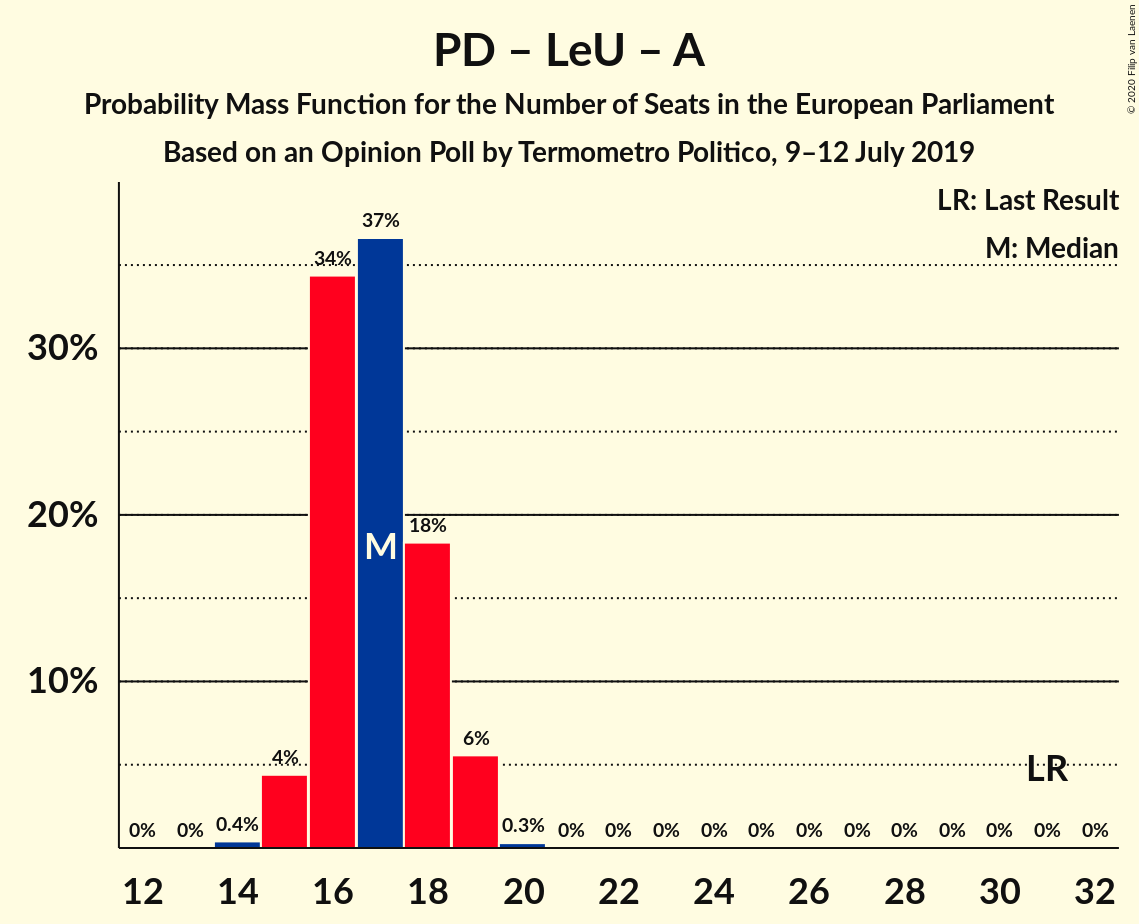 PD – LeU – A
Probability Mass Function for the Number of Seats in the European Parliament
Based on an Opinion Poll by Termometro Politico, 9–12 July 2019
© 2020 Filip van Laenen
LR: Last Result
M: Median
37%
34%
30%
20%
18%
M
10%
6%
4%
LR
0% 0% 0.4% 0.3% 0% 0% 0% 0% 0% 0% 0% 0% 0% 0% 0% 0%
12 14 16 18 20 22 24 26 28 30 32